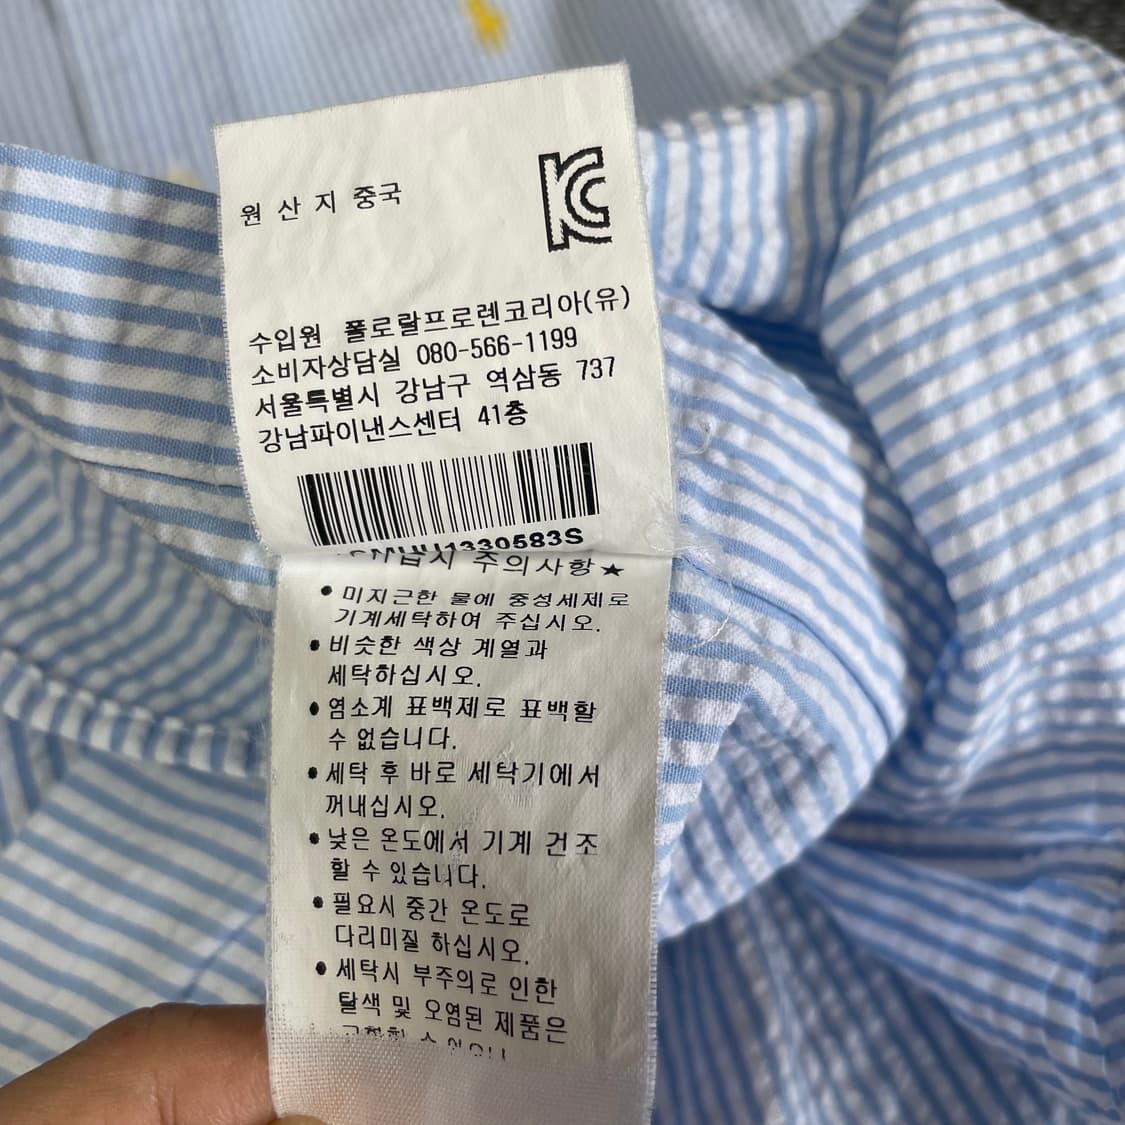 원 산 지 중국
KC
수입원 폴로랄프로렌코리아(유)
소비자상담실 080-566-1199
서울특별시 강남구 역삼동 737
강남파이낸스센터 41층
주의사항★
● 미지근한 물에 중성세제로
기계세탁하여 주십시오.
● 비슷한 색상 계열과
세탁하십시오.
● 염소계 표백제로 표백할
수 없습니다.
● 세탁 후 바로 세탁기에서
꺼내십시오.
● 낮은 온도에서 기계 건조
할 수 있습니다.
● 필요시 중간 온도로
다리미질 하십시오.
● 세탁시 부주의로 인한
탈색 및 오염된 제품은